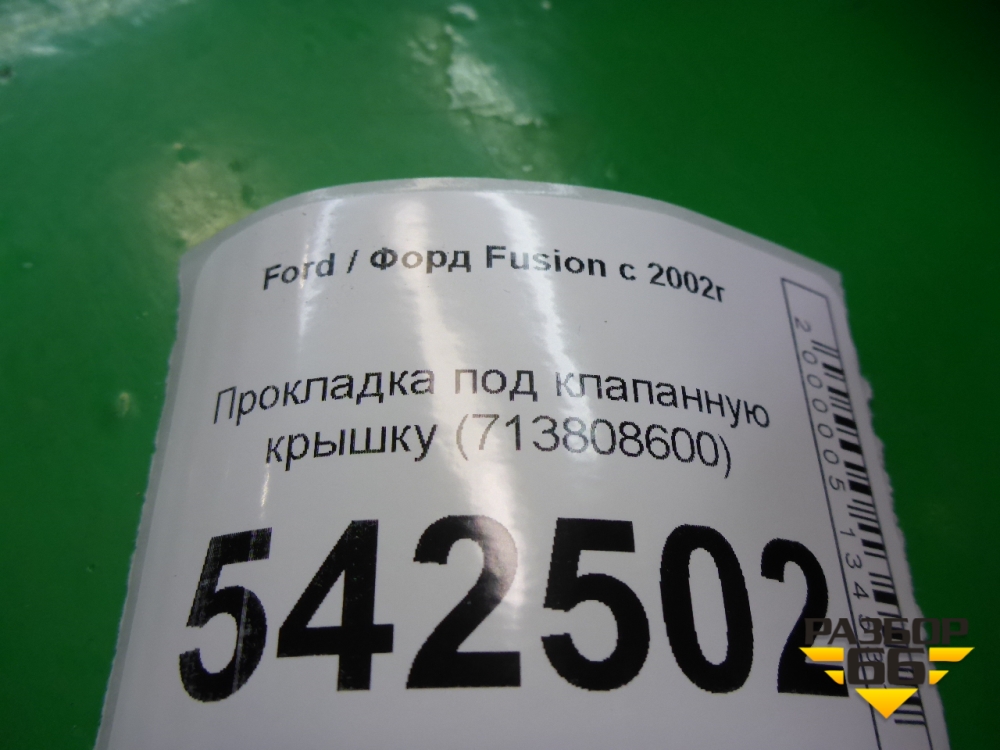 Ford / Форд Fusion с 2002г
Прокладка под клапанную
крышку (713808600)
542502
РАЗБОР
66